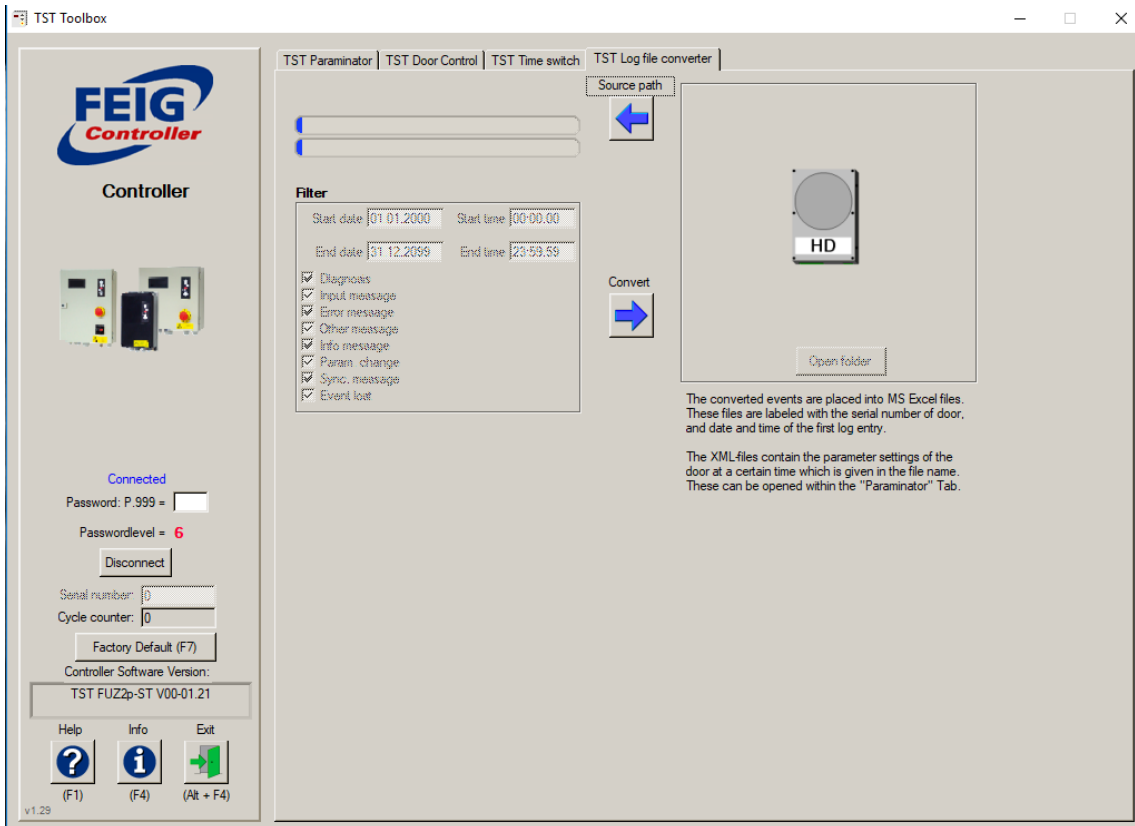 TST Toolbox
FEIG
Controller
Controller
Connected
Password: P.999 =
Passwordlevel = 6
Disconnect
Serial number: 0
Cycle counter: 0
Factory Default (F7)
Controller Software Version:
TST FUZ2p-ST V00-01.21
Help Info Exit
(F1) (F4) (Alt + F4)
v1.29
TST Paraminator TST Door Control TST Time switch TST Log file converter
Source path
Filter
Start date 01.01.2000 Start time 00:00.00
End date 31.12.2099 End time 23:59.59
Diagnosis
Input message
Error message
Other message
Info message
Param. change
Sync. message
Event lost
Convert
HD
Open folder
The converted events are placed into MS Excel files.
These files are labeled with the serial number of door,
and date and time of the first log entry.
The XML-files contain the parameter settings of the
door at a certain time which is given in the file name.
These can be opened within the "Paraminator" Tab.